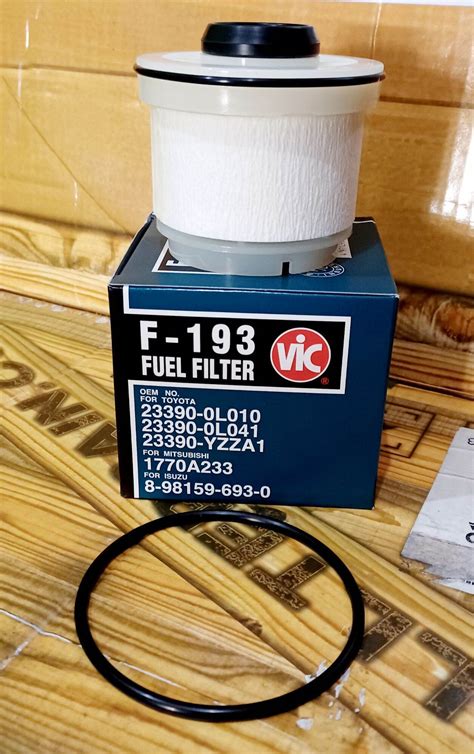 F-193
FUEL FILTER
ViC
®
OEM NO.
FOR TOYOTA
23390-0L010
23390-0L041
23390-YZZA1
FOR MITSUBISHI
1770A233
FOR ISUZU
8-98159-693-0